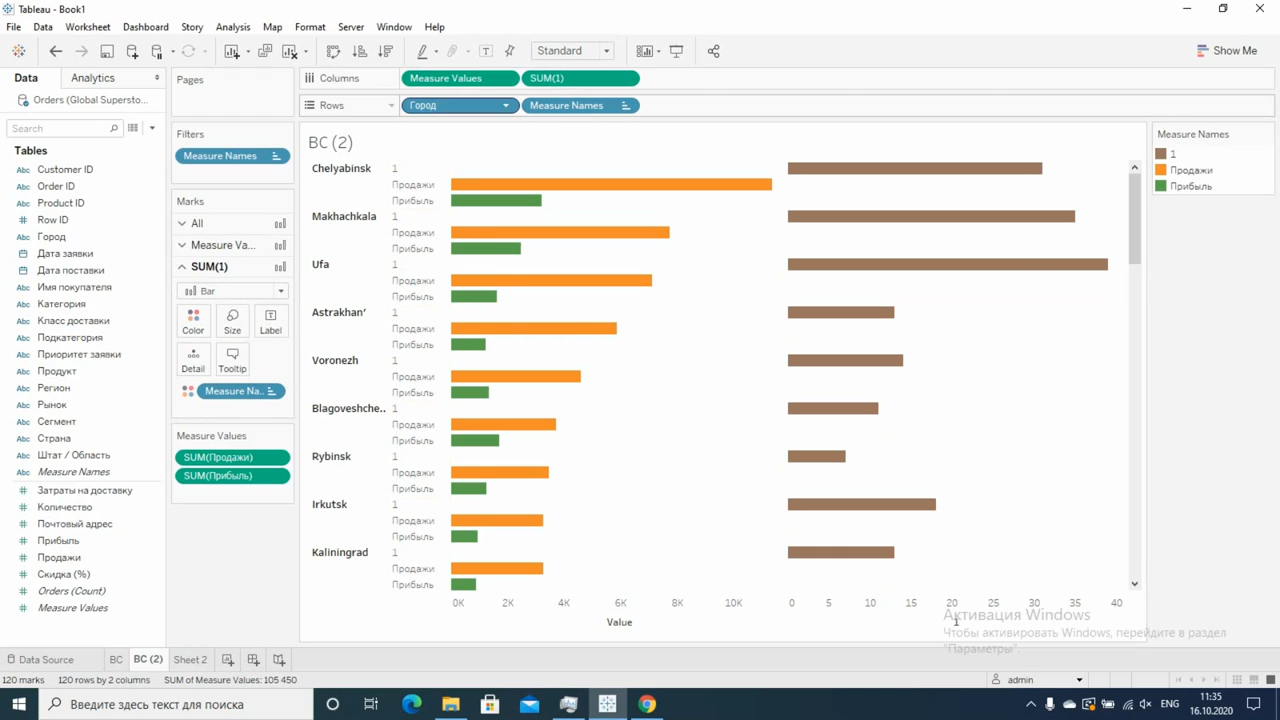 Tableau - Book1
File Data Worksheet Dashboard Story Analysis Map Format Server Window Help
Standard
Show Me
Data Analytics
Orders (Global Supersto...
Search
Tables
Customer ID
Order ID
Product ID
Row ID
Город
Дата заявки
Дата поставки
Имя покупателя
Категория
Класс доставки
Подкатегория
Приоритет заявки
Продукт
Регион
Рынок
Сегмент
Страна
Штат / Область
Measure Names
Затраты на доставку
Количество
Почтовый адрес
Прибыль
Продажи
Скидка (%)
Orders (Count)
Measure Values
Pages
Filters
Measure Names
Marks
All
Measure Va...
SUM(1)
Bar
Color Size Label
Detail Tooltip
Measure Na..
Measure Values
SUM(Продажи)
SUM(Прибыль)
Columns Measure Values SUM(1)
Rows Город Measure Names
BC (2)
Chelyabinsk 1
Продажи
Прибыль
Makhachkala 1
Продажи
Прибыль
Ufa 1
Продажи
Прибыль
Astrakhan' 1
Продажи
Прибыль
Voronezh 1
Продажи
Прибыль
Blagoveshche.. 1
Продажи
Прибыль
Rybinsk 1
Продажи
Прибыль
Irkutsk 1
Продажи
Прибыль
Kaliningrad 1
Продажи
Прибыль
0K 2K 4K 6K 8K 10K 0 5 10 15 20 25 30 35 40
Value 1
Measure Names
1
Продажи
Прибыль
Активация Windows
Чтобы активировать Windows, перейдите в раздел
"Параметры".
Data Source BC BC (2) Sheet 2
120 marks 120 rows by 2 columns SUM of Measure Values: 105 450 admin
Введите здесь текст для поиска
ENG
11:35
16.10.2020